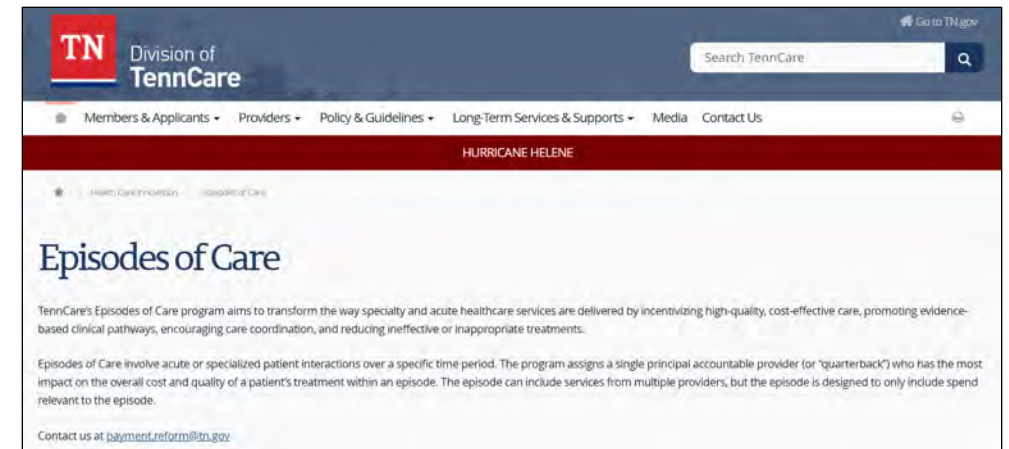 Go to TN.gov
TN
Division of
TennCare
Search TennCare
Members & Applicants Providers Policy & Guidelines Long-Term Services & Supports Media Contact Us
HURRICANE HELENE
Health Care Innovation Episodes of Care
Episodes of Care
TennCare's Episodes of Care program aims to transform the way specialty and acute healthcare services are delivered by incentivizing high-quality, cost-effective care, promoting evidence-
based clinical pathways, encouraging care coordination, and reducing ineffective or inappropriate treatments.
Episodes of Care involve acute or specialized patient interactions over a specific time period. The program assigns a single principal accountable provider (or "quarterback") who has the most
impact on the overall cost and quality of a patient's treatment within an episode. The episode can include services from multiple providers, but the episode is designed to only include spend
relevant to the episode.
Contact us at payment.reform@tn.gov